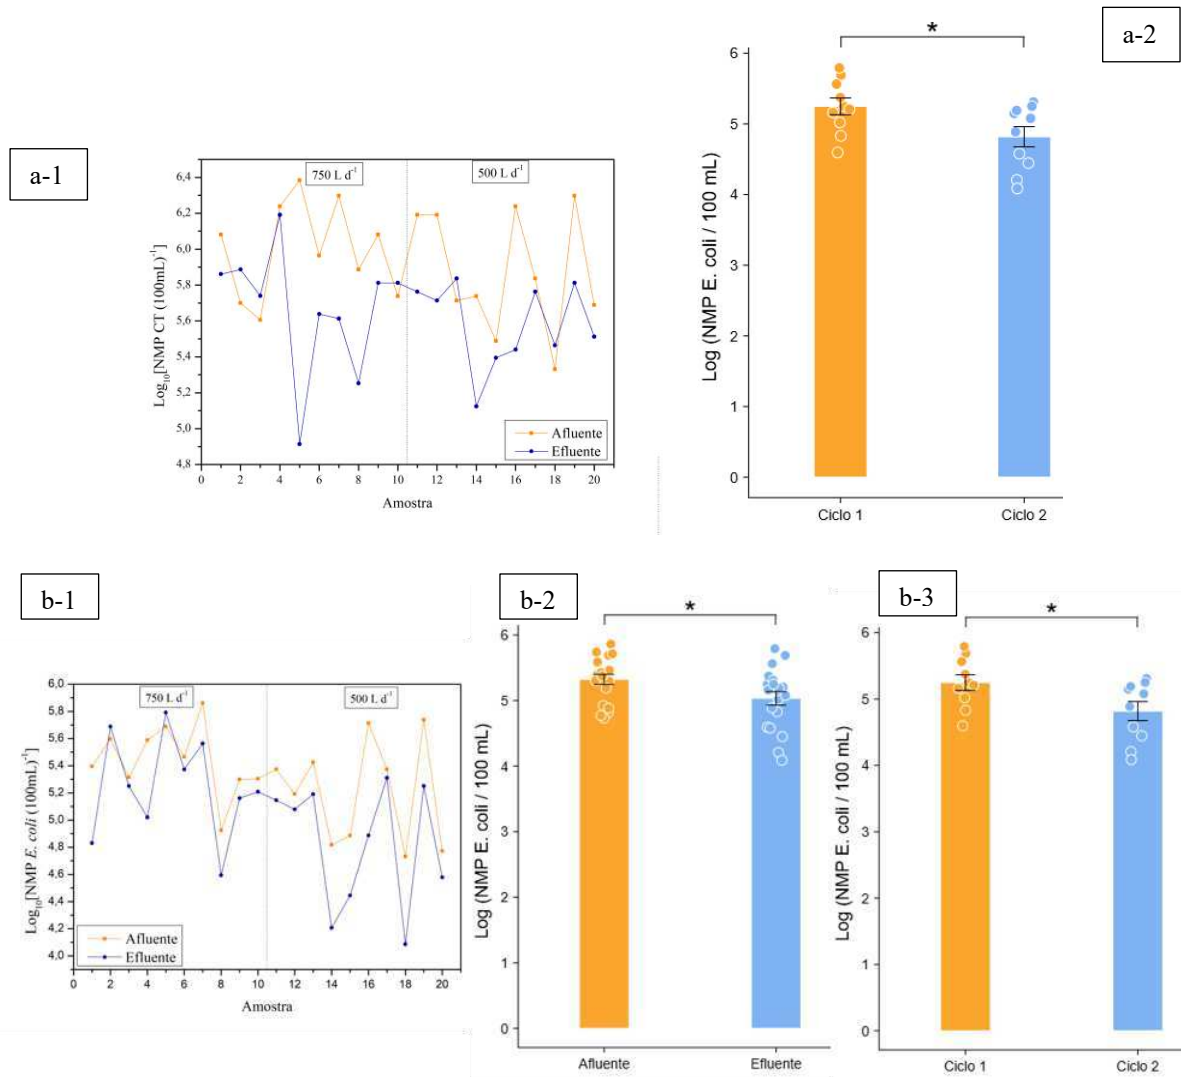 a-1
Log₁₀[NMP CT (100mL)⁻¹]
6,4
6,2
6,0
5,8
5,6
5,4
5,2
5,0
4,8
750 L d⁻¹
500 L d⁻¹
Afluente
Efluente
0 2 4 6 8 10 12 14 16 18 20
Amostra
a-2
*
Log (NMP E. coli / 100 mL)
6
5
4
3
2
1
0
Ciclo 1 Ciclo 2
b-1
Log₁₀[NMP E. coli (100mL)⁻¹]
6,0
5,8
5,6
5,4
5,2
5,0
4,8
4,6
4,4
4,2
4,0
750 L d⁻¹
500 L d⁻¹
Afluente
Efluente
0 2 4 6 8 10 12 14 16 18 20
Amostra
b-2
*
Log (NMP E. coli / 100 mL)
6
5
4
3
2
1
0
Afluente Efluente
b-3
*
Log (NMP E. coli / 100 mL)
6
5
4
3
2
1
0
Ciclo 1 Ciclo 2